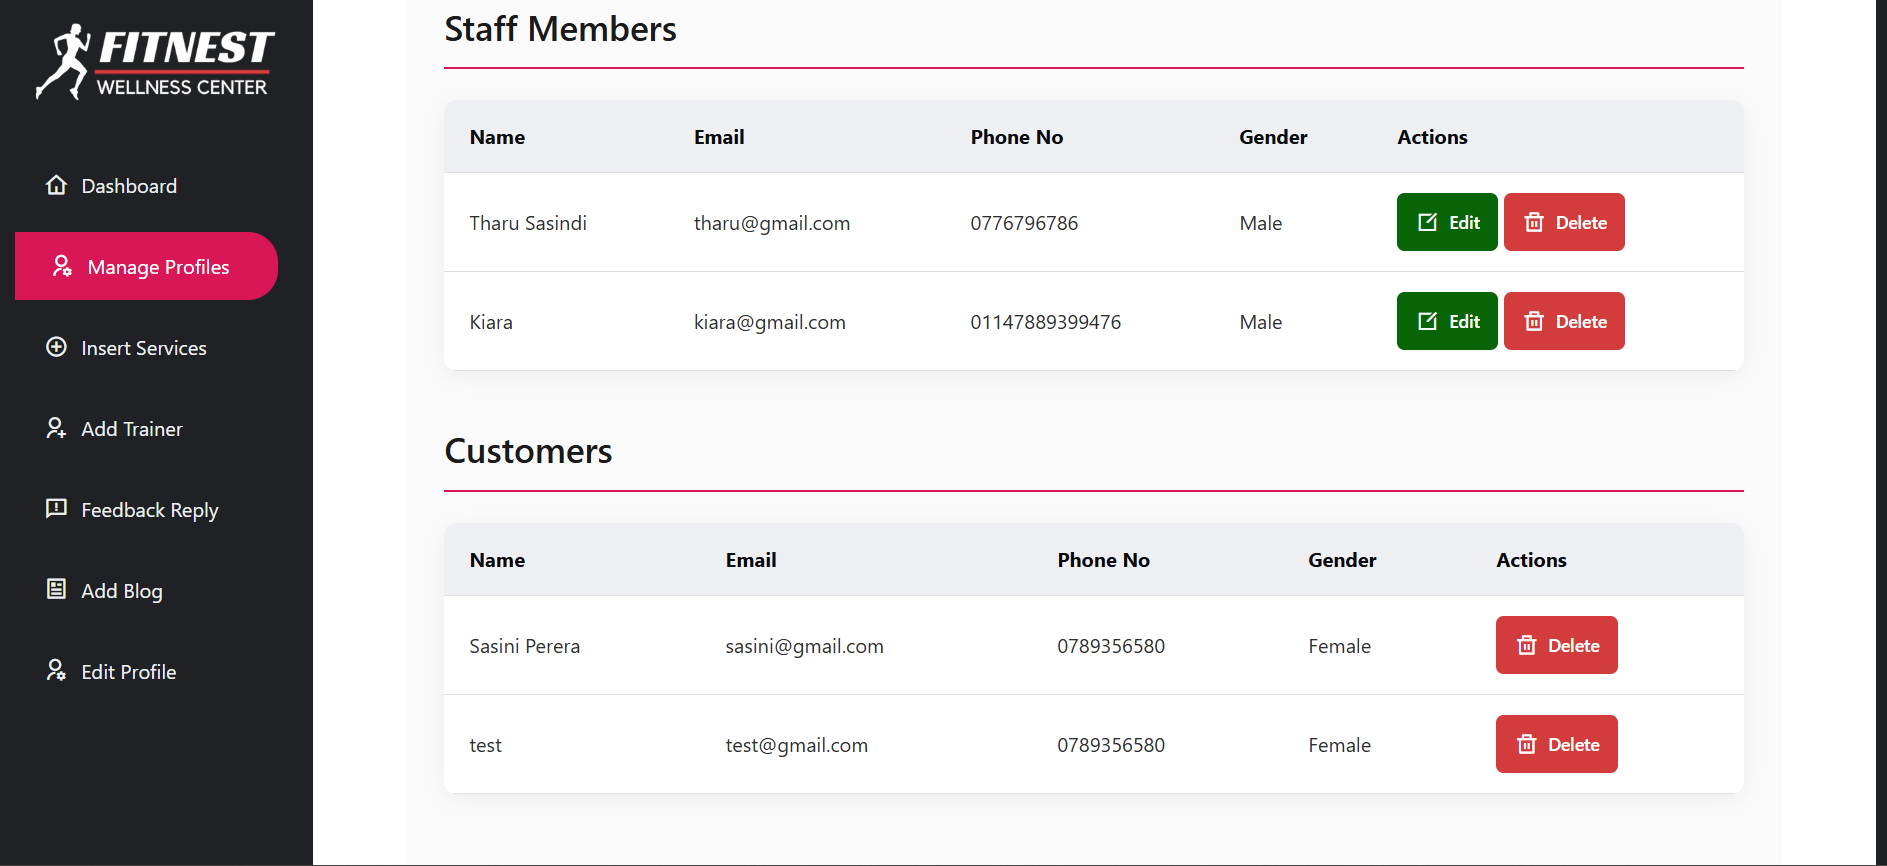 FITNEST
WELLNESS CENTER
Dashboard
Manage Profiles
Insert Services
Add Trainer
Feedback Reply
Add Blog
Edit Profile
Staff Members
Name Email Phone No Gender Actions
Tharu Sasindi tharu@gmail.com 0776796786 Male Edit Delete
Kiara kiara@gmail.com 01147889399476 Male Edit Delete
Customers
Name Email Phone No Gender Actions
Sasini Perera sasini@gmail.com 0789356580 Female Delete
test test@gmail.com 0789356580 Female Delete